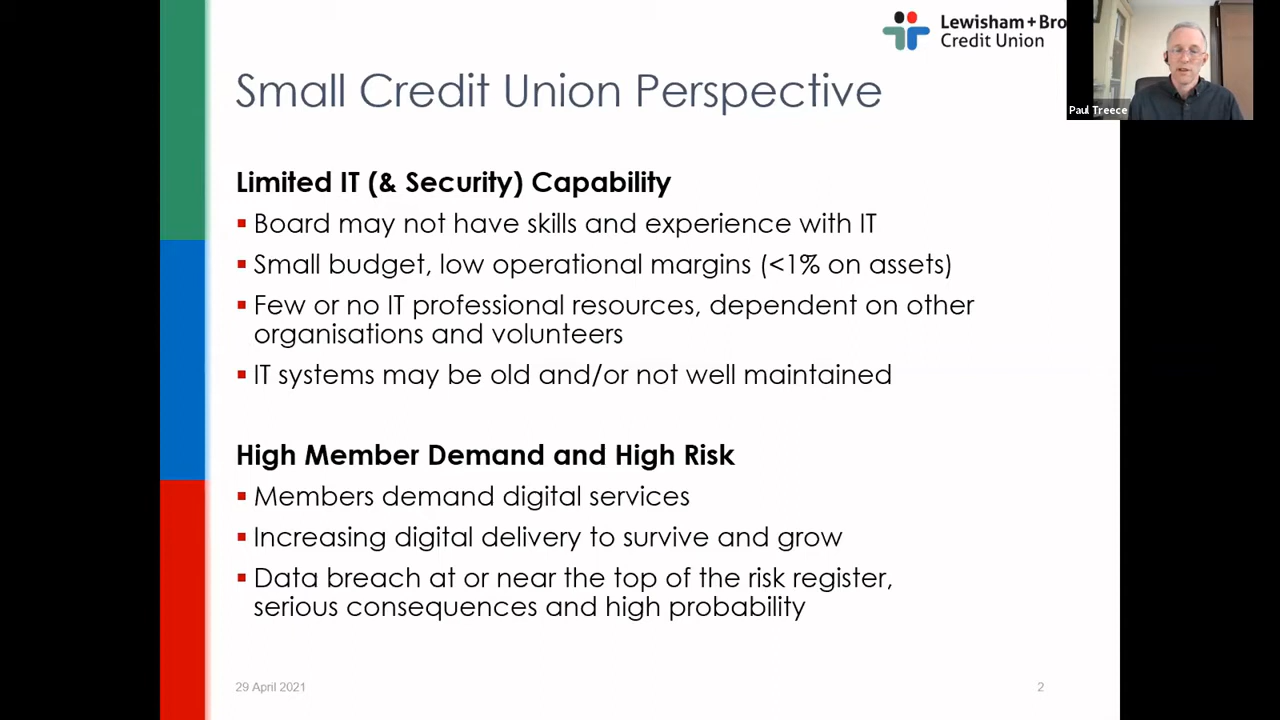 Lewisham + Bro
Credit Union
Paul Treece
Small Credit Union Perspective
Limited IT (& Security) Capability
▪ Board may not have skills and experience with IT
▪ Small budget, low operational margins (<1% on assets)
▪ Few or no IT professional resources, dependent on other
organisations and volunteers
▪ IT systems may be old and/or not well maintained
High Member Demand and High Risk
▪ Members demand digital services
▪ Increasing digital delivery to survive and grow
▪ Data breach at or near the top of the risk register,
serious consequences and high probability
29 April 2021
2